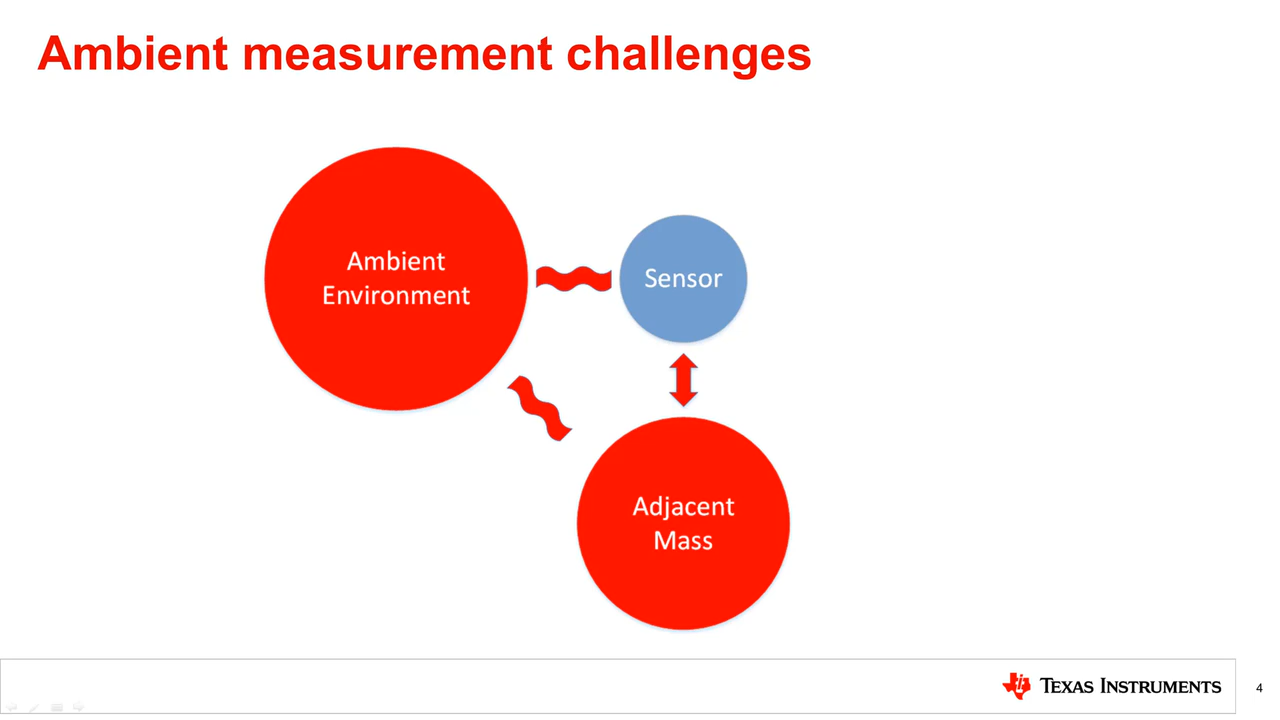 Ambient measurement challenges
Ambient
Environment
Sensor
Adjacent
Mass
TEXAS INSTRUMENTS
4